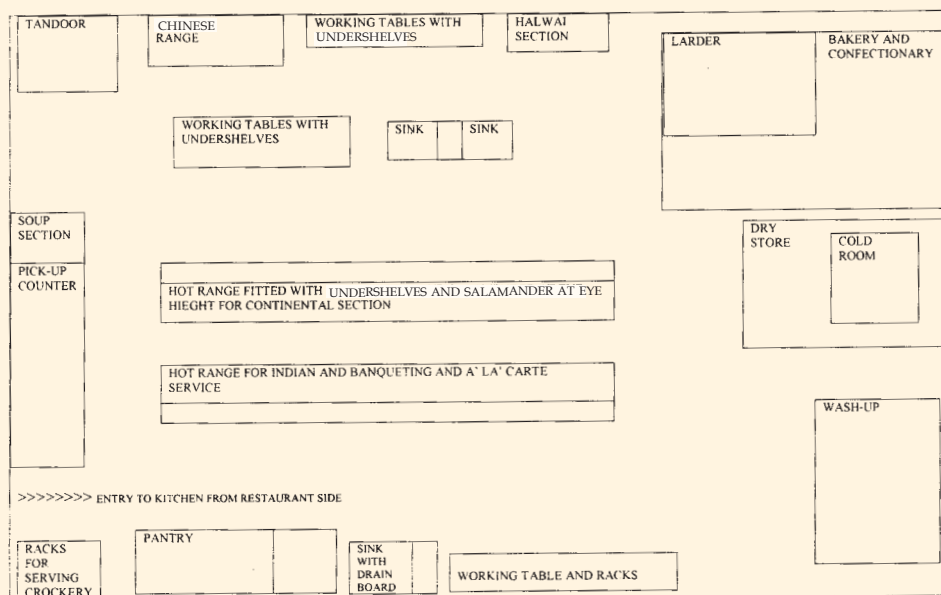 TANDOOR
CHINESE
RANGE
WORKING TABLES WITH
UNDERSHELVES
HALWAI
SECTION
LARDER
BAKERY AND
CONFECTIONARY
WORKING TABLES WITH
UNDERSHELVES
SINK
SINK
SOUP
SECTION
DRY
STORE
COLD
ROOM
PICK-UP
COUNTER
HOT RANGE FITTED WITH UNDERSHELVES AND SALAMANDER AT EYE
HIEGHT FOR CONTINENTAL SECTION
HOT RANGE FOR INDIAN AND BANQUETING AND A` LA' CARTE
SERVICE
WASH-UP
>>>>>>>> ENTRY TO KITCHEN FROM RESTAURANT SIDE
RACKS
FOR
SERVING
CROCKERY
PANTRY
SINK
WITH
DRAIN
BOARD
WORKING TABLE AND RACKS